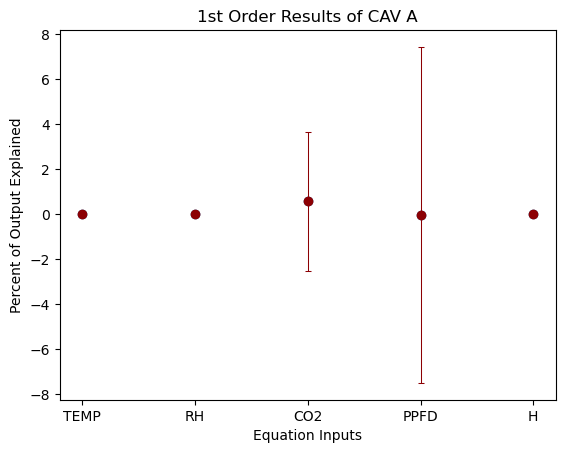 1st Order Results of CAV A
Percent of Output Explained
8
6
4
2
0
−2
−4
−6
−8
TEMP RH CO2 PPFD H
Equation Inputs